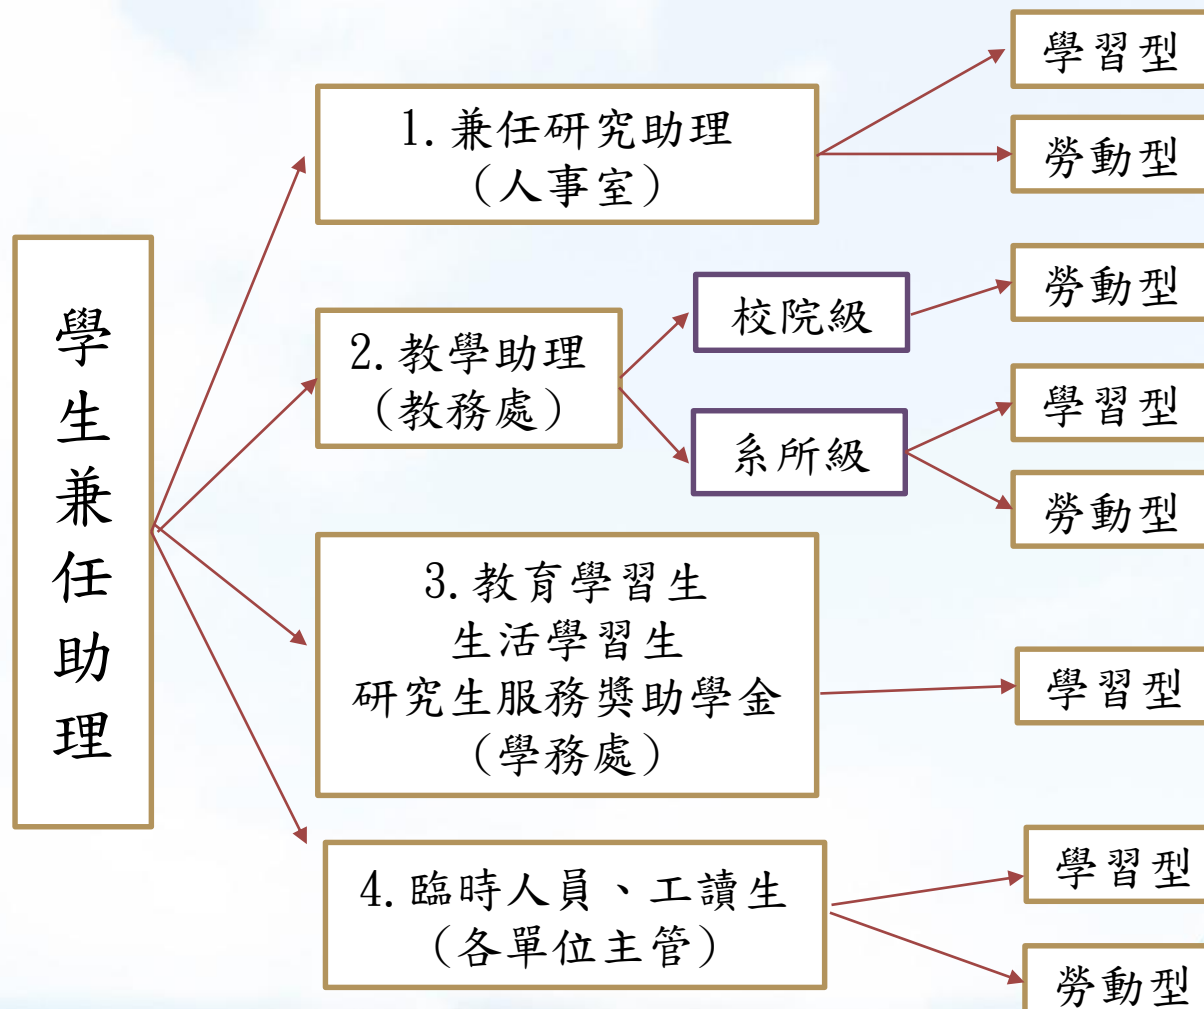 學生兼任助理
1.兼任研究助理
(人事室)
學習型
勞動型
2.教學助理
(教務處)
校院級
勞動型
系所級
學習型
勞動型
3.教育學習生
生活學習生
研究生服務獎助學金
(學務處)
學習型
4.臨時人員、工讀生
(各單位主管)
學習型
勞動型